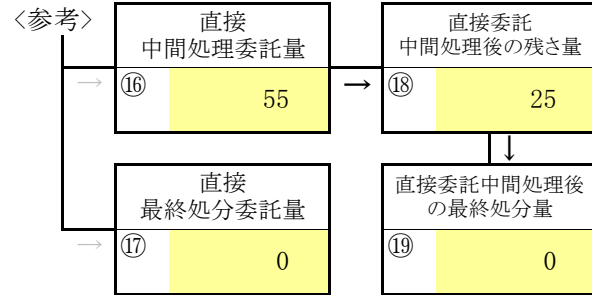 <参考>
直接
中間処理委託量
→
⑯
55
→
直接委託
中間処理後の残さ量
⑱
25
↓
直接
最終処分委託量
→
⑰
0
直接委託中間処理後
の最終処分量
⑲
0